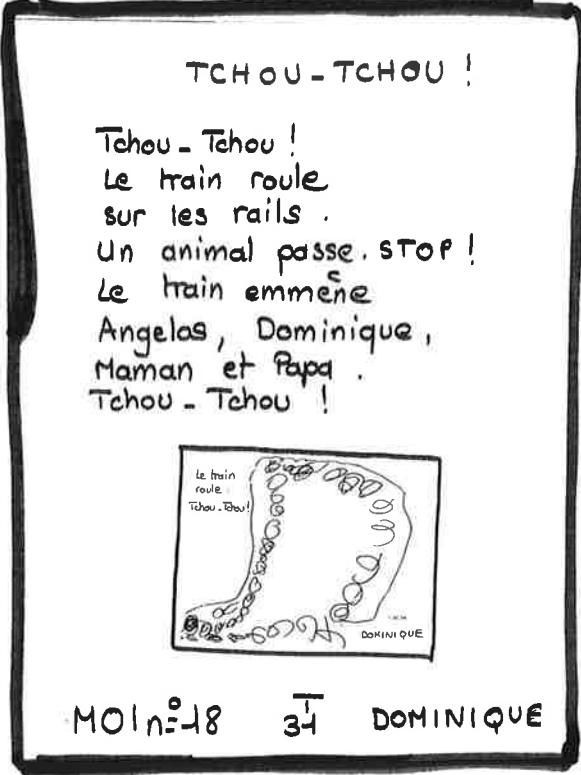 TCHOU-TCHOU !
Tchou-Tchou !
Le train roule
sur les rails.
Un animal passe. STOP !
Le train emmène
Angelos, Dominique,
Maman et Papa.
Tchou-Tchou !
Le train
roule
Tchou-Tchou!
DOMINIQUE
MOI n°18 DOMINIQUE